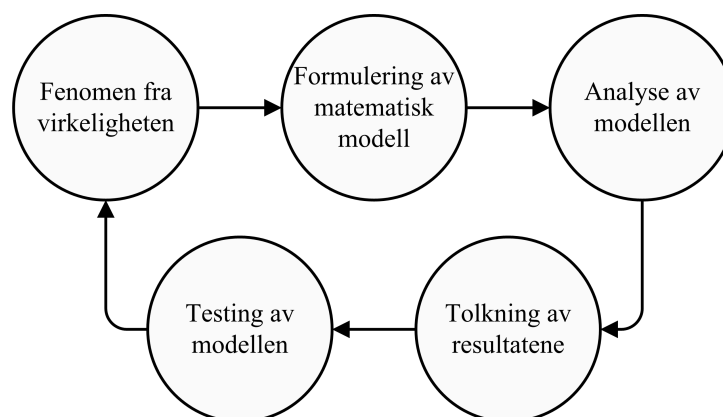 Fenomen fra
virkeligheten
Formulering av
matematisk
modell
Analyse av
modellen
Testing av
modellen
Tolkning av
resultatene